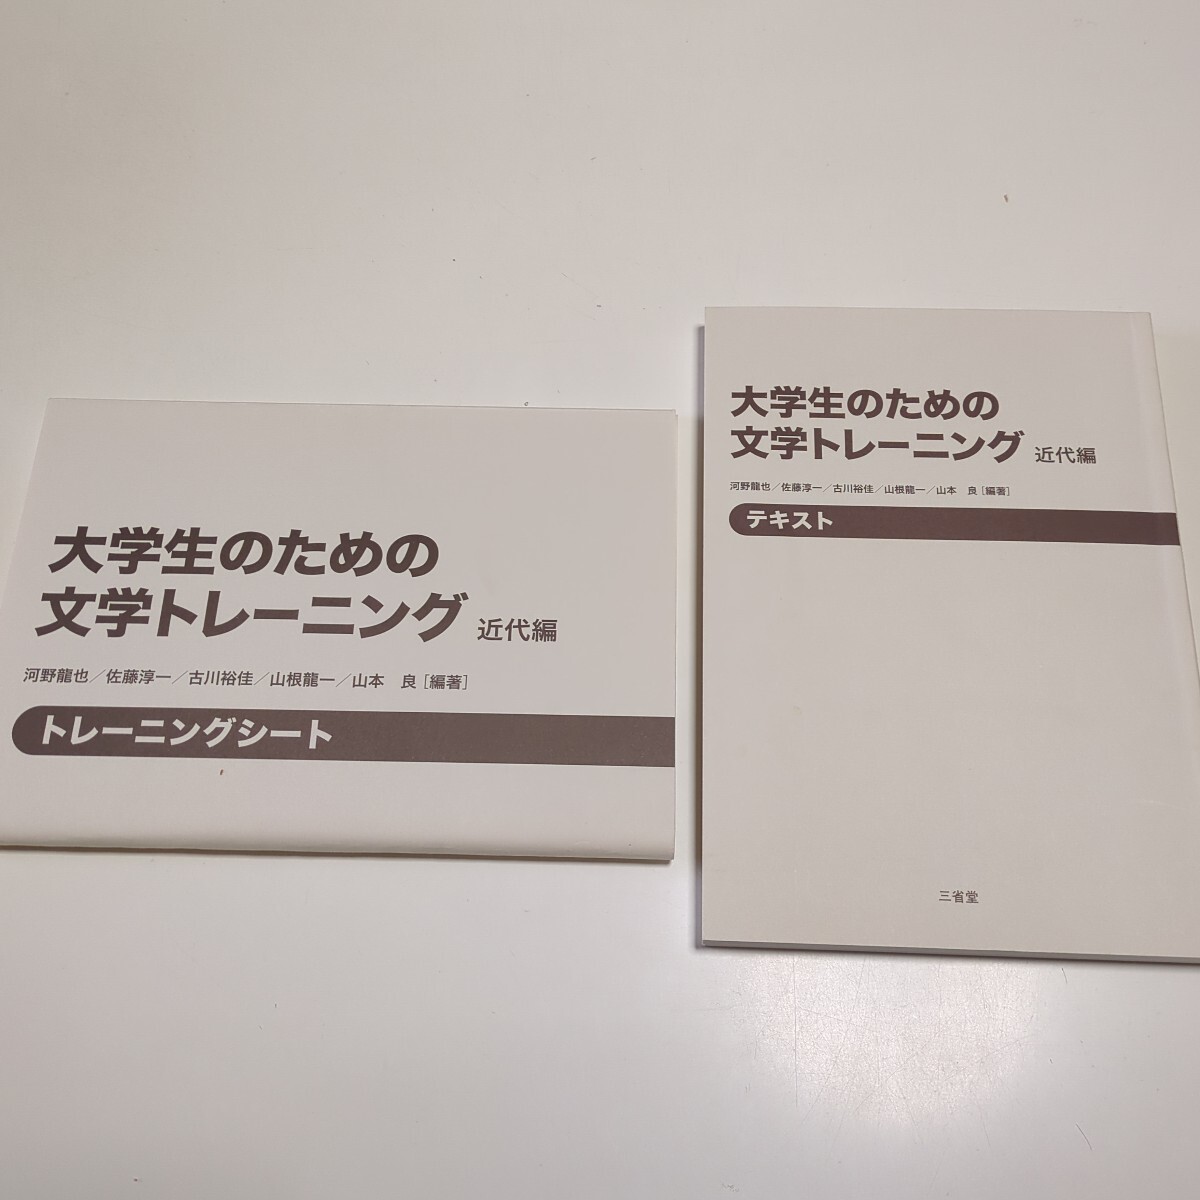 大学生のための
文学トレーニング 近代編
河野龍也／佐藤淳一／古川裕佳／山根龍一／山本　良［編著］
トレーニングシート
大学生のための
文学トレーニング 近代編
河野龍也／佐藤淳一／古川裕佳／山根龍一／山本　良［編著］
テキスト
三省堂